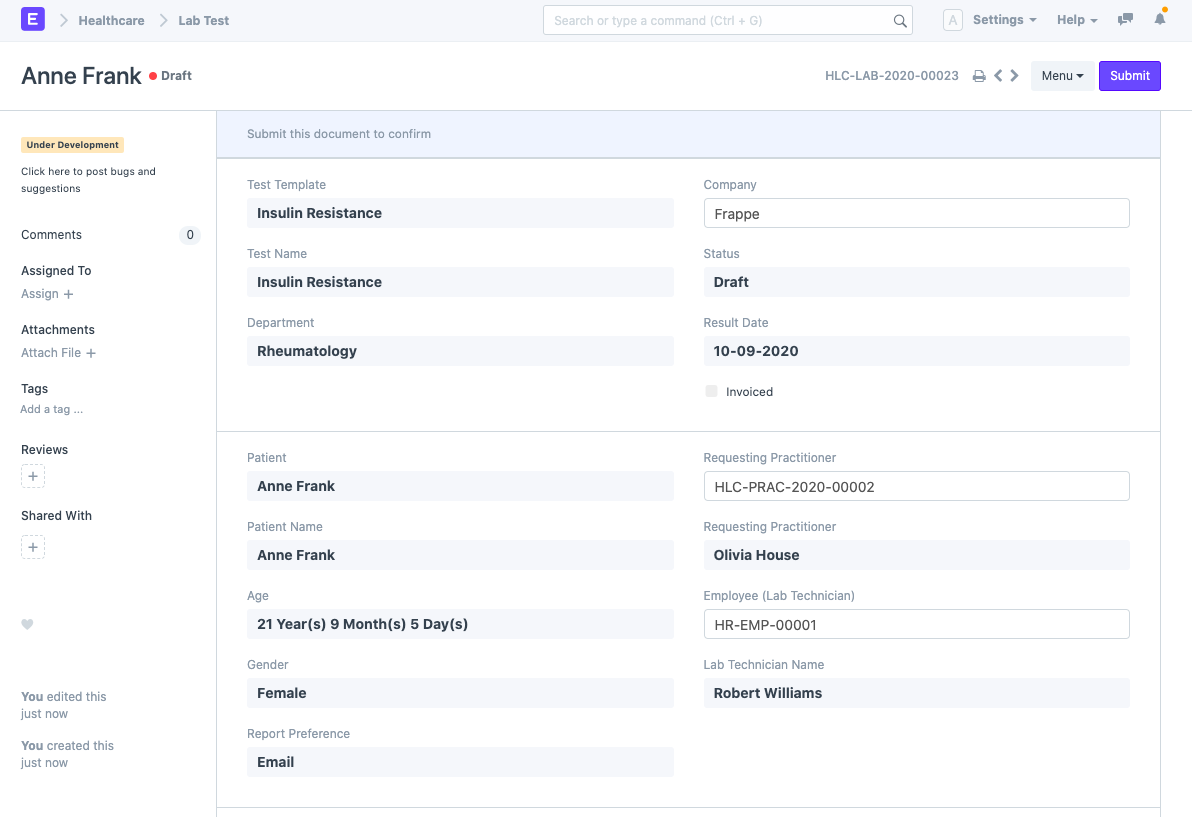 E Healthcare Lab Test Search or type a command (Ctrl + G) A Settings Help
Anne Frank Draft HLC-LAB-2020-00023 Menu Submit
Under Development
Click here to post bugs and
suggestions
Comments 0
Assigned To
Assign +
Attachments
Attach File +
Tags
Add a tag ...
Reviews
+
Shared With
+
You edited this
just now
You created this
just now
Submit this document to confirm
Test Template
Insulin Resistance
Test Name
Insulin Resistance
Department
Rheumatology
Company
Frappe
Status
Draft
Result Date
10-09-2020
Invoiced
Patient
Anne Frank
Patient Name
Anne Frank
Age
21 Year(s) 9 Month(s) 5 Day(s)
Gender
Female
Report Preference
Email
Requesting Practitioner
HLC-PRAC-2020-00002
Requesting Practitioner
Olivia House
Employee (Lab Technician)
HR-EMP-00001
Lab Technician Name
Robert Williams